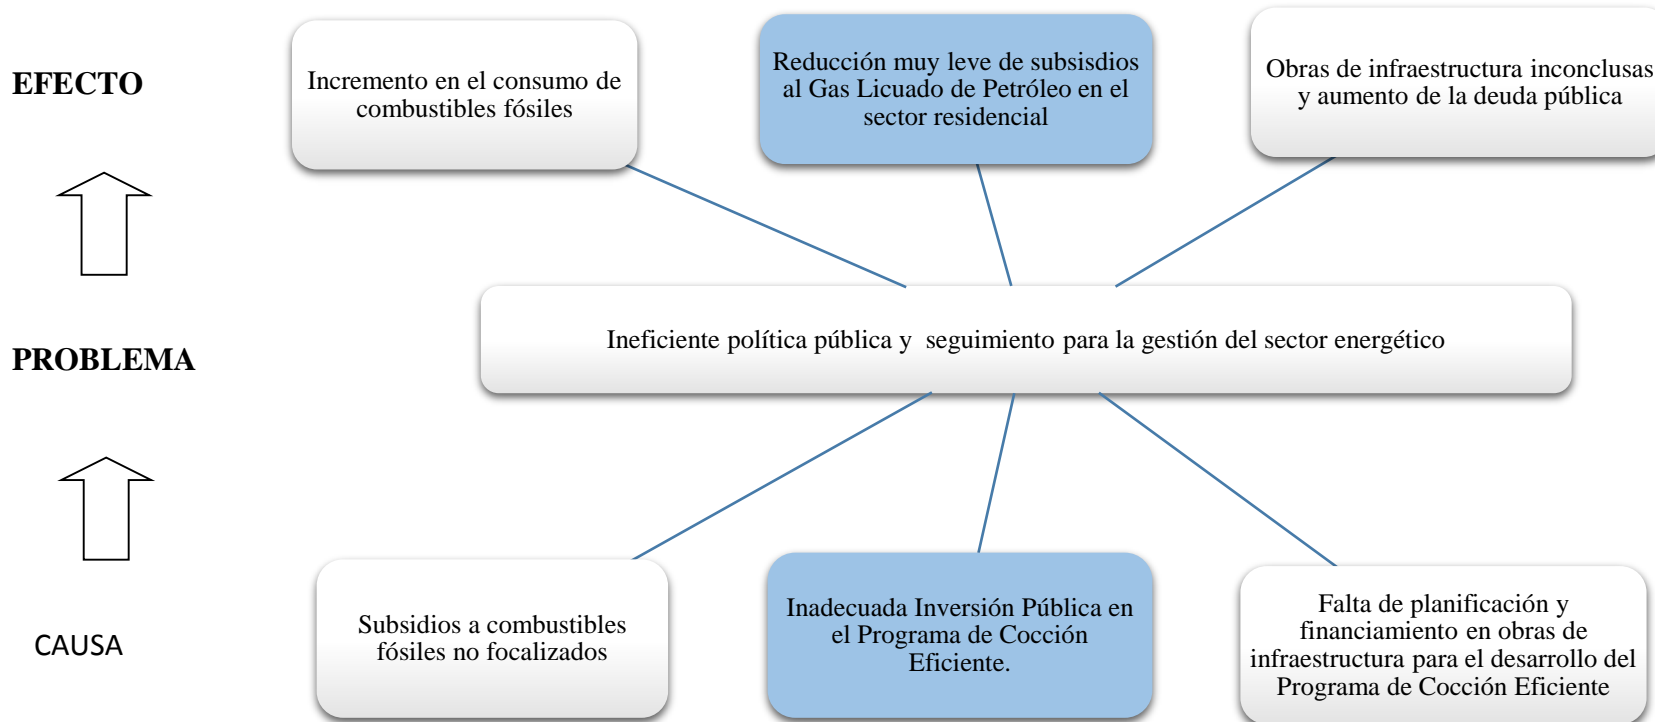 EFECTO
Incremento en el consumo de
combustibles fósiles
Reducción muy leve de subsisdios
al Gas Licuado de Petróleo en el
sector residencial
Obras de infraestructura inconclusas
y aumento de la deuda pública
PROBLEMA
Ineficiente política pública y  seguimiento para la gestión del sector energético
CAUSA
Subsidios a combustibles
fósiles no focalizados
Inadecuada Inversión Pública en
el Programa de Cocción
Eficiente.
Falta de planificación y
financiamiento en obras de
infraestructura para el desarrollo del
Programa de Cocción Eficiente